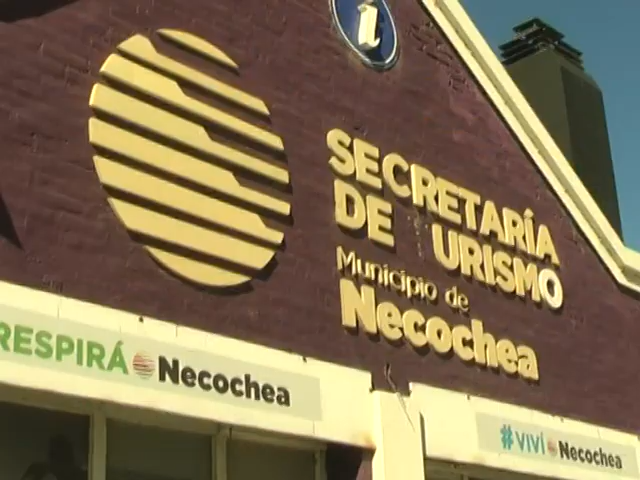 i
SECRETARÍA
DE URISMO
Municipio de
Necochea
RESPIRÁ Necochea
#VIVÍ Necochea